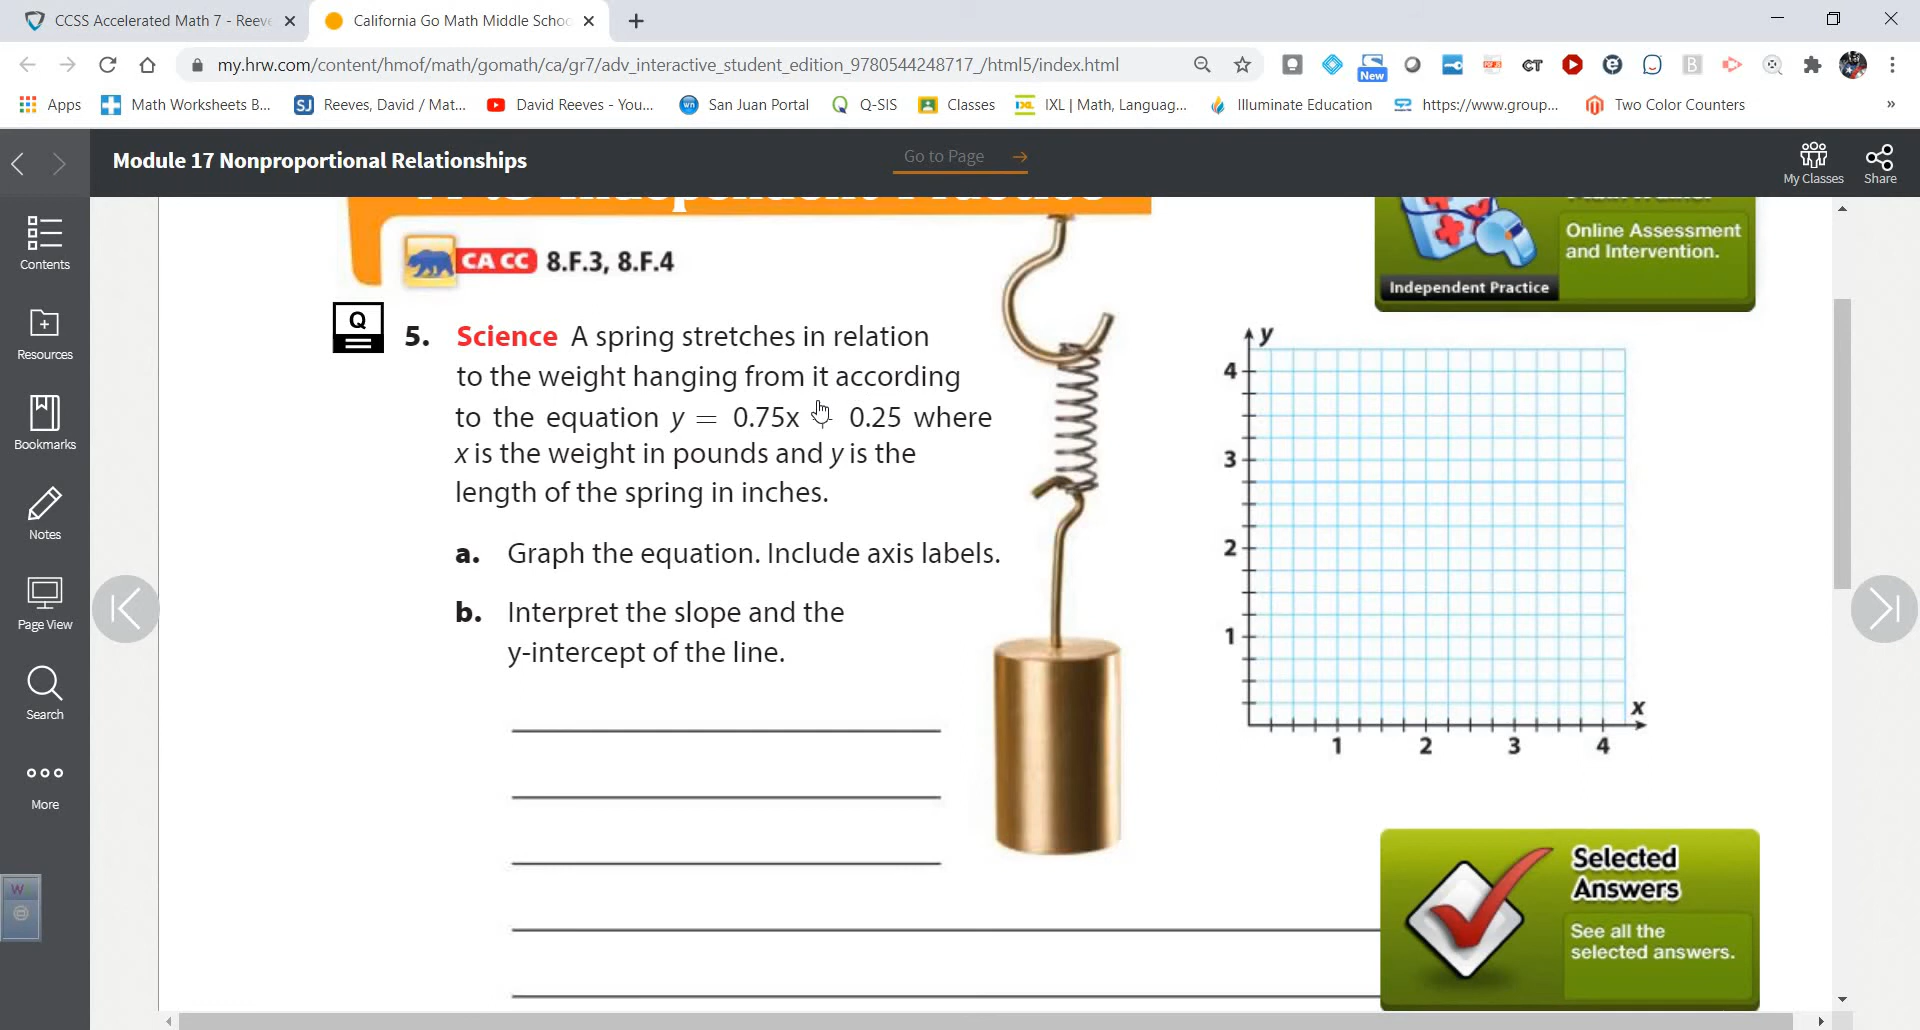 CCSS Accelerated Math 7 - Reeve
California Go Math Middle Schoo
my.hrw.com/content/hmof/math/gomath/ca/gr7/adv_interactive_student_edition_9780544248717_/html5/index.html
New
Apps
Math Worksheets B...
Reeves, David / Mat...
David Reeves - You...
San Juan Portal
Q-SIS
Classes
IXL | Math, Languag...
Illuminate Education
https://www.group...
Two Color Counters
»
Module 17 Nonproportional Relationships
Go to Page →
My Classes
Share
Contents
Resources
Bookmarks
Notes
Page View
Search
More
CA CC 8.F.3, 8.F.4
Online Assessment
and Intervention.
Independent Practice
Q
5. Science A spring stretches in relation
to the weight hanging from it according
to the equation y = 0.75x 0.25 where
x is the weight in pounds and y is the
length of the spring in inches.
a. Graph the equation. Include axis labels.
b. Interpret the slope and the
y-intercept of the line.
y
4
3
2
1
x
1 2 3 4
Selected
Answers
See all the
selected answers.
W